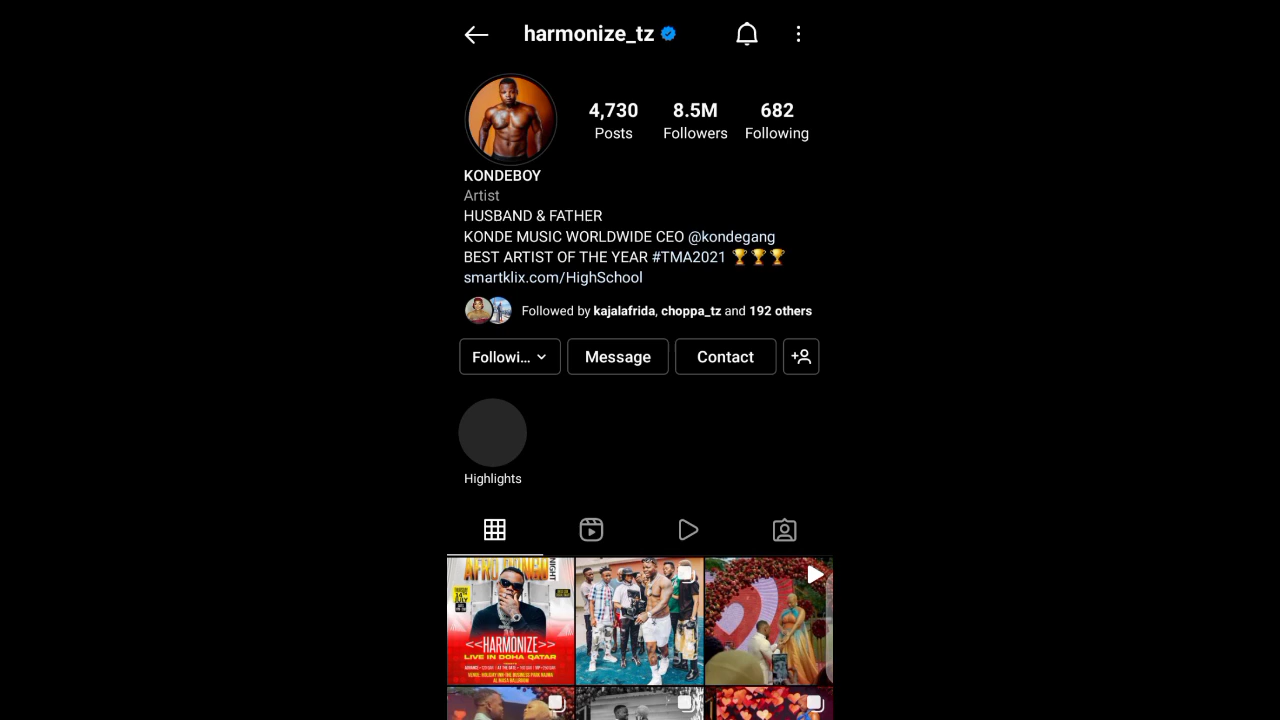 harmonize_tz
4,730 8.5M 682
Posts Followers Following
KONDEBOY
Artist
HUSBAND & FATHER
KONDE MUSIC WORLDWIDE CEO @kondegang
BEST ARTIST OF THE YEAR #TMA2021 🏆🏆🏆
smartklix.com/HighSchool
Followed by kajalafrida, choppa_tz and 192 others
Followi... Message Contact
Highlights
NIGHT
<<HARMONIZE>>
LIVE IN DOHA QATAR